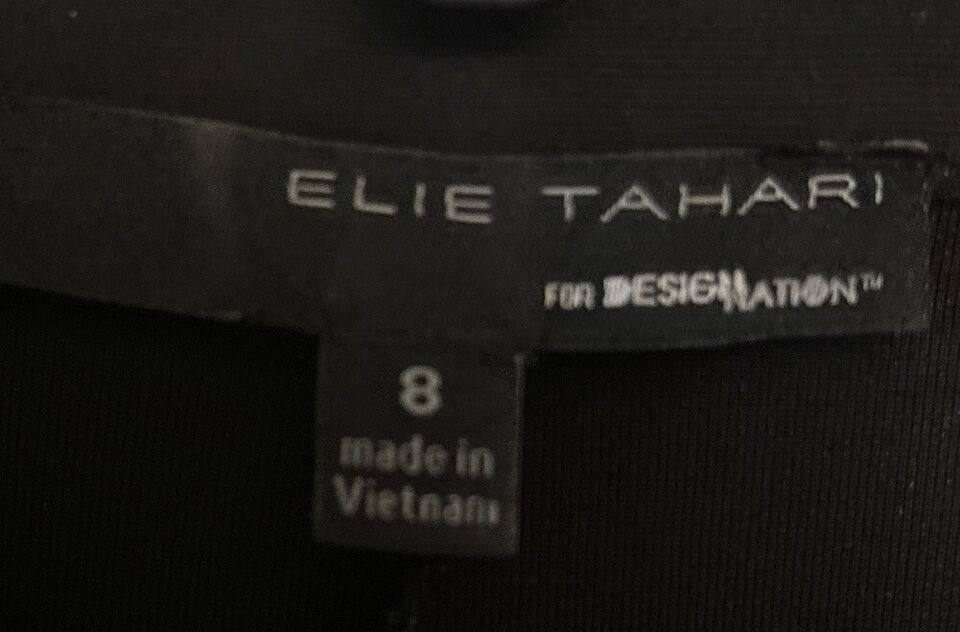 ELIE TAHARI
FOR DESIGNATION™
8
made in
Vietnam